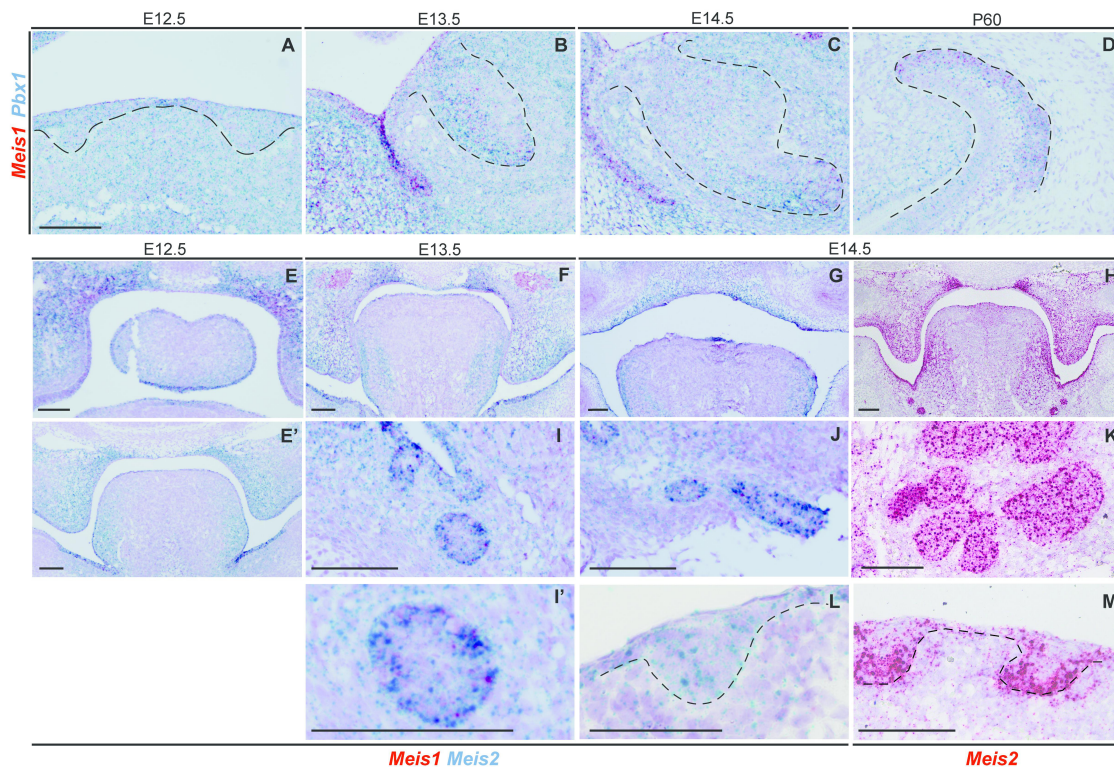 E12.5 E13.5 E14.5 P60
A B C D
Meis1 Pbx1
E12.5 E13.5 E14.5
E F G H
E' I J K
I' L M
Meis1 Meis2 Meis2